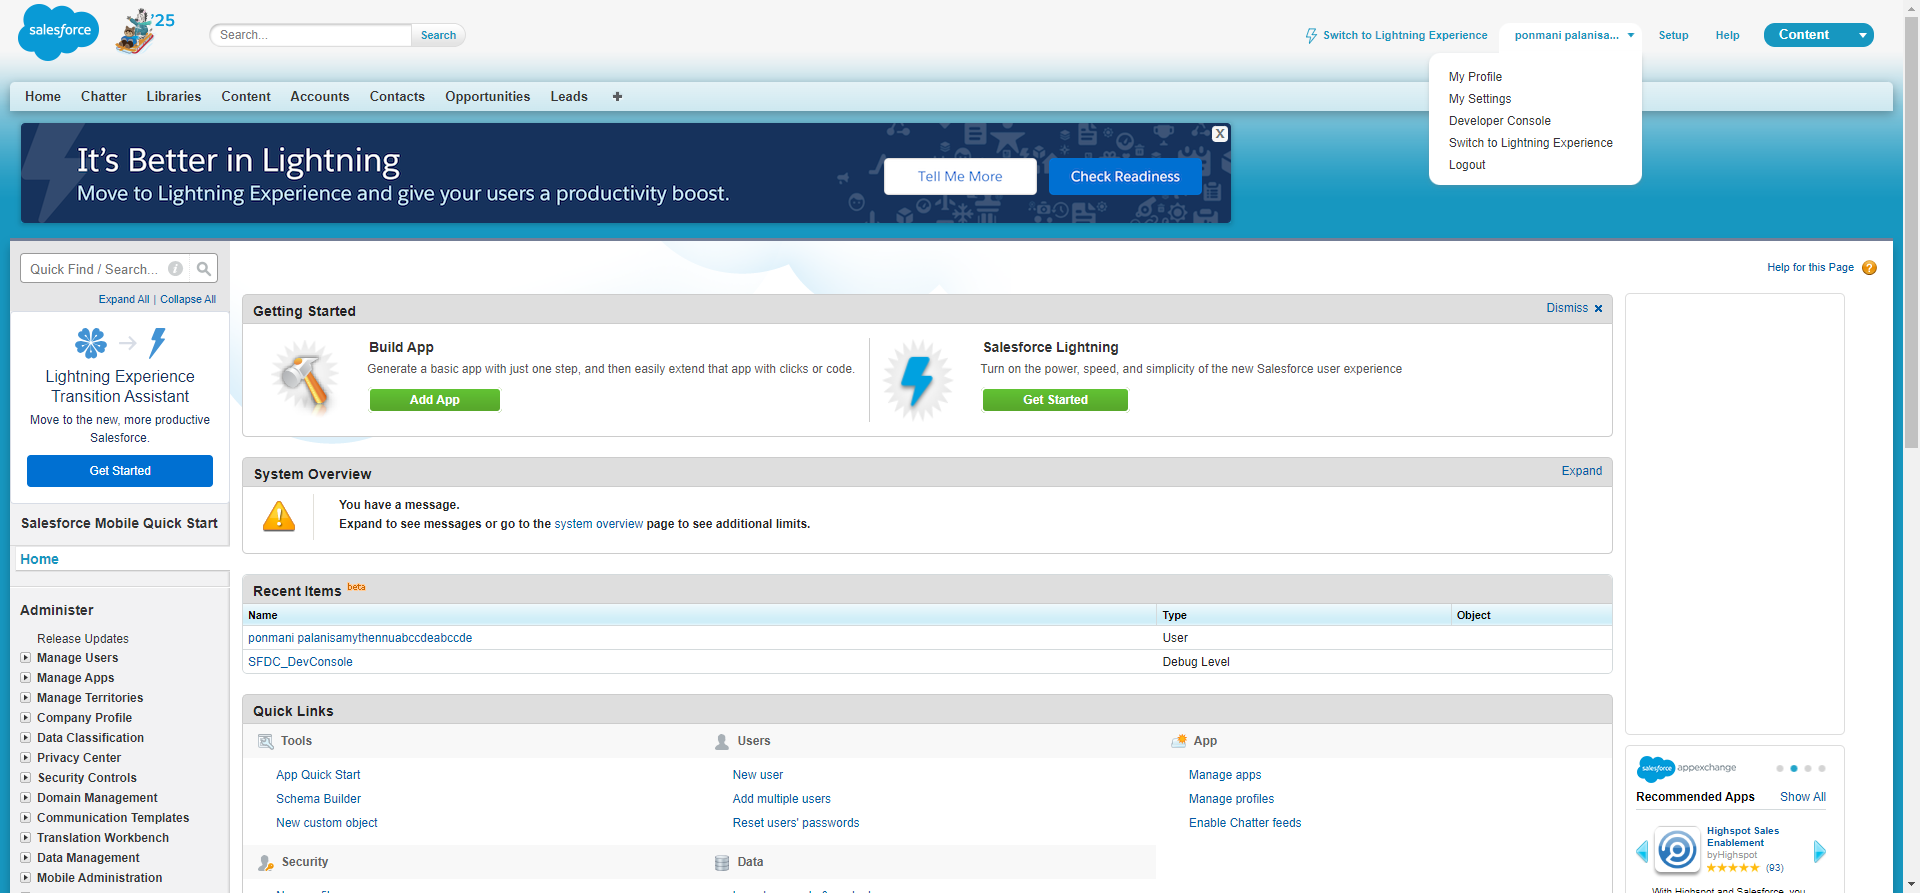 salesforce
'25
Search...
Search
Switch to Lightning Experience
ponmani palanisa...
Setup
Help
Content
My Profile
My Settings
Developer Console
Switch to Lightning Experience
Logout
Home
Chatter
Libraries
Content
Accounts
Contacts
Opportunities
Leads
+
It's Better in Lightning
Move to Lightning Experience and give your users a productivity boost.
Tell Me More
Check Readiness
X
Quick Find / Search...
Expand All | Collapse All
Lightning Experience
Transition Assistant
Move to the new, more productive
Salesforce.
Get Started
Salesforce Mobile Quick Start
Home
Administer
Release Updates
Manage Users
Manage Apps
Manage Territories
Company Profile
Data Classification
Privacy Center
Security Controls
Domain Management
Communication Templates
Translation Workbench
Data Management
Mobile Administration
Help for this Page ?
Getting Started
Dismiss x
Build App
Generate a basic app with just one step, and then easily extend that app with clicks or code.
Add App
Salesforce Lightning
Turn on the power, speed, and simplicity of the new Salesforce user experience
Get Started
System Overview
Expand
You have a message.
Expand to see messages or go to the system overview page to see additional limits.
Recent Items beta
Name Type Object
ponmani palanisamythennuabccdeabccde User
SFDC_DevConsole Debug Level
Quick Links
Tools
App Quick Start
Schema Builder
New custom object
Users
New user
Add multiple users
Reset users' passwords
App
Manage apps
Manage profiles
Enable Chatter feeds
Security
Data
salesforce appexchange
Recommended Apps Show All
Highspot Sales
Enablement
byHighspot
(93)
With Highspot and Salesforce, you